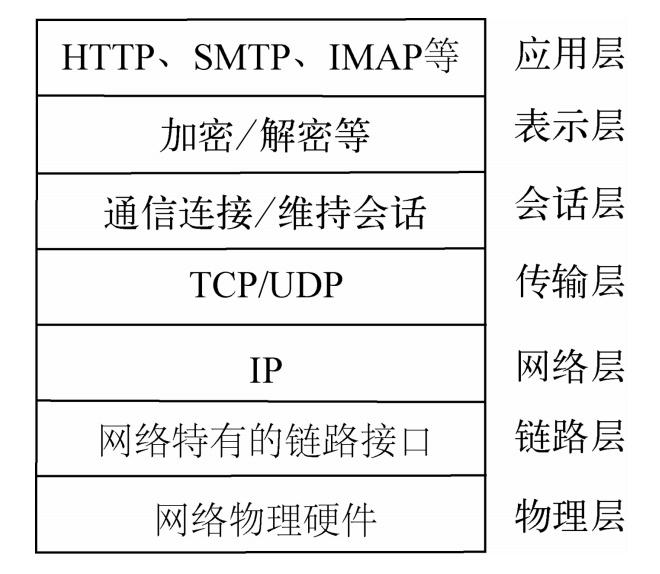 HTTP、SMTP、IMAP等 应用层
加密/解密等 表示层
通信连接/维持会话 会话层
TCP/UDP 传输层
IP 网络层
网络特有的链路接口 链路层
网络物理硬件 物理层